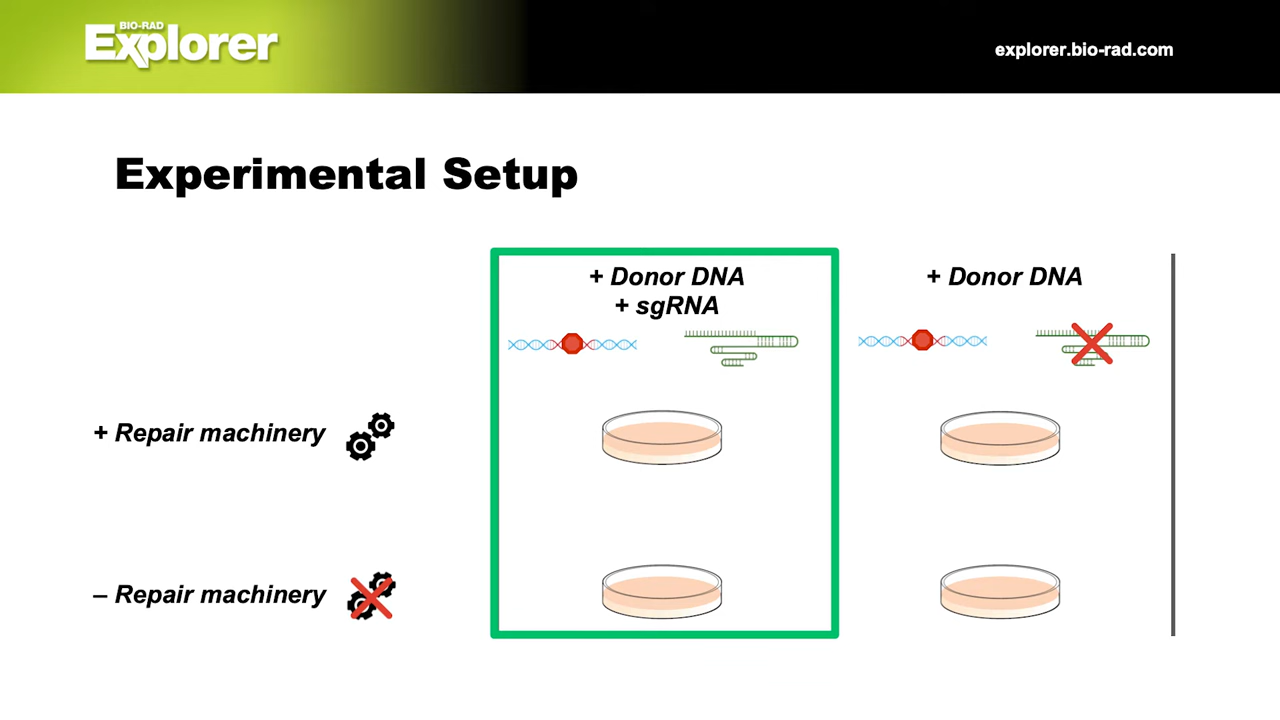 BIO-RAD
Explorer
explorer.bio-rad.com
Experimental Setup
+ Donor DNA
+ sgRNA
+ Donor DNA
+ Repair machinery
– Repair machinery